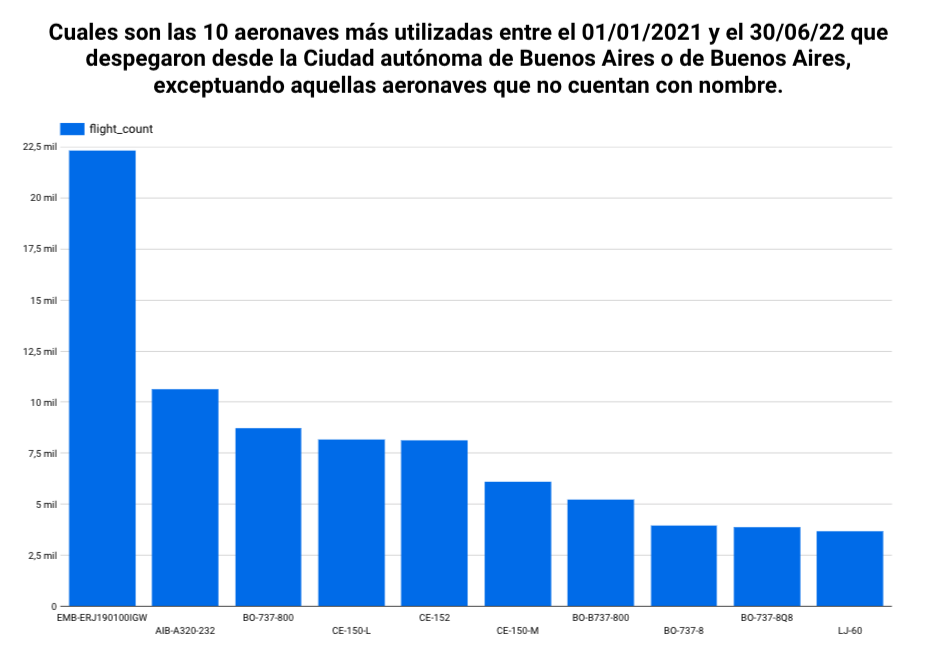 Cuales son las 10 aeronaves más utilizadas entre el 01/01/2021 y el 30/06/22 que
despegaron desde la Ciudad autónoma de Buenos Aires o de Buenos Aires,
exceptuando aquellas aeronaves que no cuentan con nombre.
flight_count
22,5 mil
20 mil
17,5 mil
15 mil
12,5 mil
10 mil
7,5 mil
5 mil
2,5 mil
0
EMB-ERJ190100IGW
AIB-A320-232
BO-737-800
CE-150-L
CE-152
CE-150-M
BO-B737-800
BO-737-8
BO-737-8Q8
LJ-60